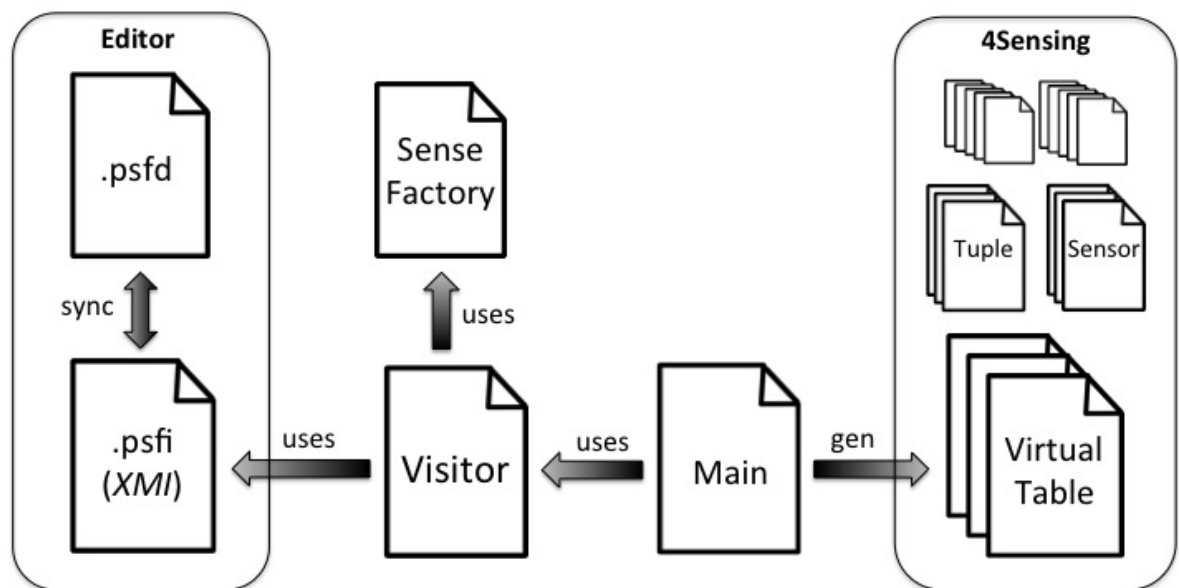 Editor
.psfd
sync
.psfi
(XMI)
uses
Sense
Factory
uses
Visitor
uses
Main
gen
4Sensing
Tuple
Sensor
Virtual
Table